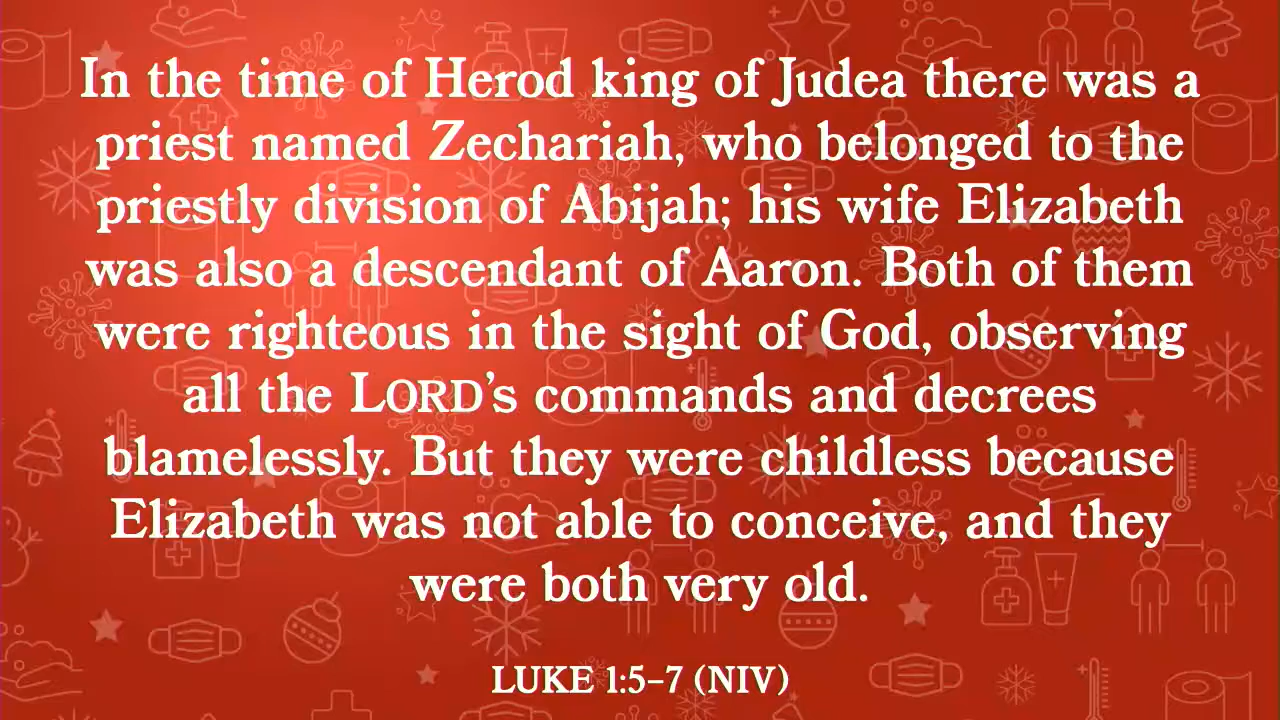 In the time of Herod king of Judea there was a
priest named Zechariah, who belonged to the
priestly division of Abijah; his wife Elizabeth
was also a descendant of Aaron. Both of them
were righteous in the sight of God, observing
all the LORD’s commands and decrees
blamelessly. But they were childless because
Elizabeth was not able to conceive, and they
were both very old.
LUKE 1:5–7 (NIV)